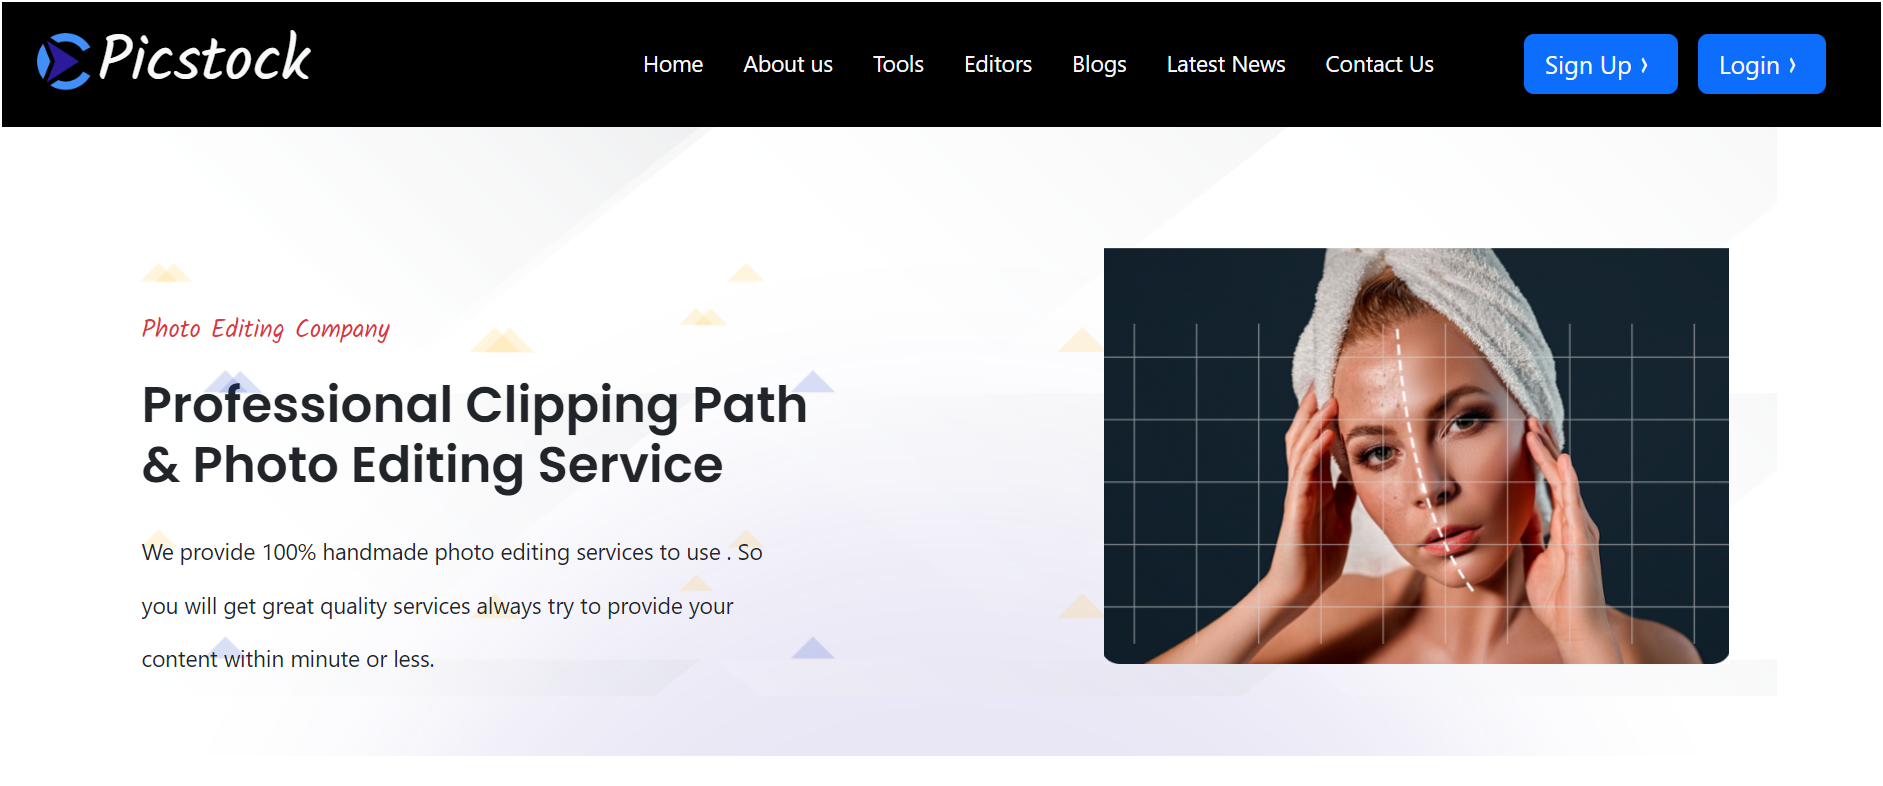 Picstock
Home
About us
Tools
Editors
Blogs
Latest News
Contact Us
Sign Up ›
Login ›
Photo Editing Company
Professional Clipping Path
& Photo Editing Service
We provide 100% handmade photo editing services to use . So
you will get great quality services always try to provide your
content within minute or less.